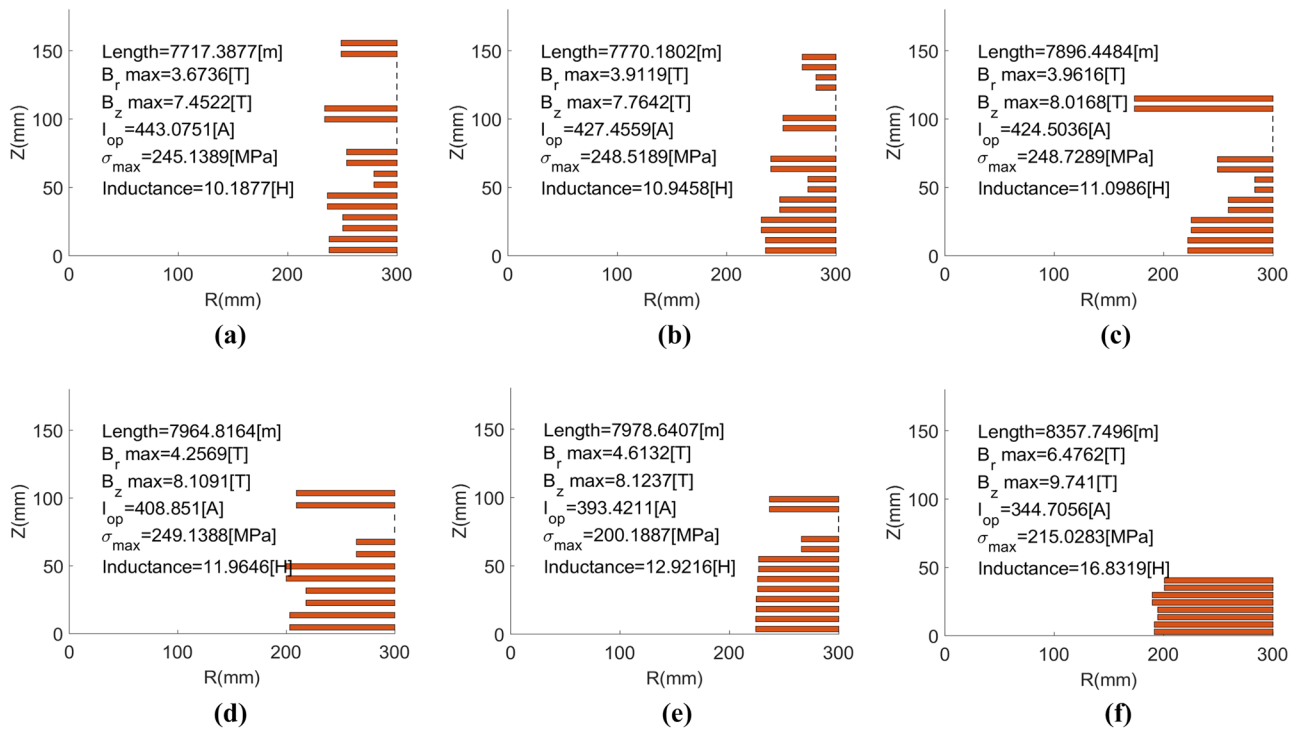 150
100
50
0
Z(mm)
Length=7717.3877[m]
B_r max=3.6736[T]
B_z max=7.4522[T]
I_op=443.0751[A]
σ_max=245.1389[MPa]
Inductance=10.1877[H]
0 100 200 300
R(mm)
(a)
150
100
50
0
Z(mm)
Length=7770.1802[m]
B_r max=3.9119[T]
B_z max=7.7642[T]
I_op=427.4559[A]
σ_max=248.5189[MPa]
Inductance=10.9458[H]
0 100 200 300
R(mm)
(b)
150
100
50
0
Z(mm)
Length=7896.4484[m]
B_r max=3.9616[T]
B_z max=8.0168[T]
I_op=424.5036[A]
σ_max=248.7289[MPa]
Inductance=11.0986[H]
0 100 200 300
R(mm)
(c)
150
100
50
0
Z(mm)
Length=7964.8164[m]
B_r max=4.2569[T]
B_z max=8.1091[T]
I_op=408.851[A]
σ_max=249.1388[MPa]
Inductance=11.9646[H]
0 100 200 300
R(mm)
(d)
150
100
50
0
Z(mm)
Length=7978.6407[m]
B_r max=4.6132[T]
B_z max=8.1237[T]
I_op=393.4211[A]
σ_max=200.1887[MPa]
Inductance=12.9216[H]
0 100 200 300
R(mm)
(e)
150
100
50
0
Z(mm)
Length=8357.7496[m]
B_r max=6.4762[T]
B_z max=9.741[T]
I_op=344.7056[A]
σ_max=215.0283[MPa]
Inductance=16.8319[H]
0 100 200 300
R(mm)
(f)